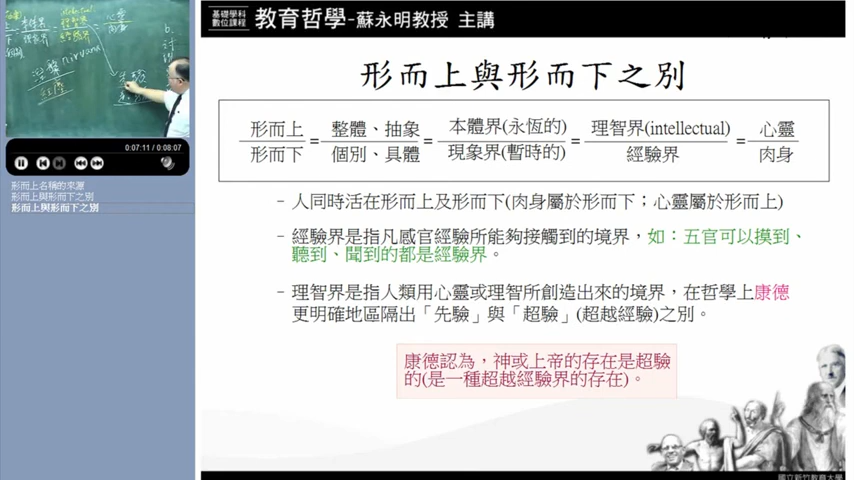 基礎學科
數位課程
教育哲學-蘇永明教授 主講
涅槃 nirvana
經驗
0:07:11 / 0:08:07
形而上名稱的來源
形而上與形而下之別
形而上與形而下之別
形而上與形而下之別
形而上 = 整體、抽象 = 本體界(永恆的) = 理智界(intellectual) = 心靈
形而下 個別、具體 現象界(暫時的) 經驗界 肉身
- 人同時活在形而上及形而下(肉身屬於形而下；心靈屬於形而上)
- 經驗界是指凡感官經驗所能夠接觸到的境界，如：五官可以摸到、
聽到、聞到的都是經驗界。
- 理智界是指人類用心靈或理智所創造出來的境界，在哲學上康德
更明確地區隔出「先驗」與「超驗」(超越經驗)之別。
康德認為，神或上帝的存在是超驗
的(是一種超越經驗界的存在)。
國立新竹教育大學